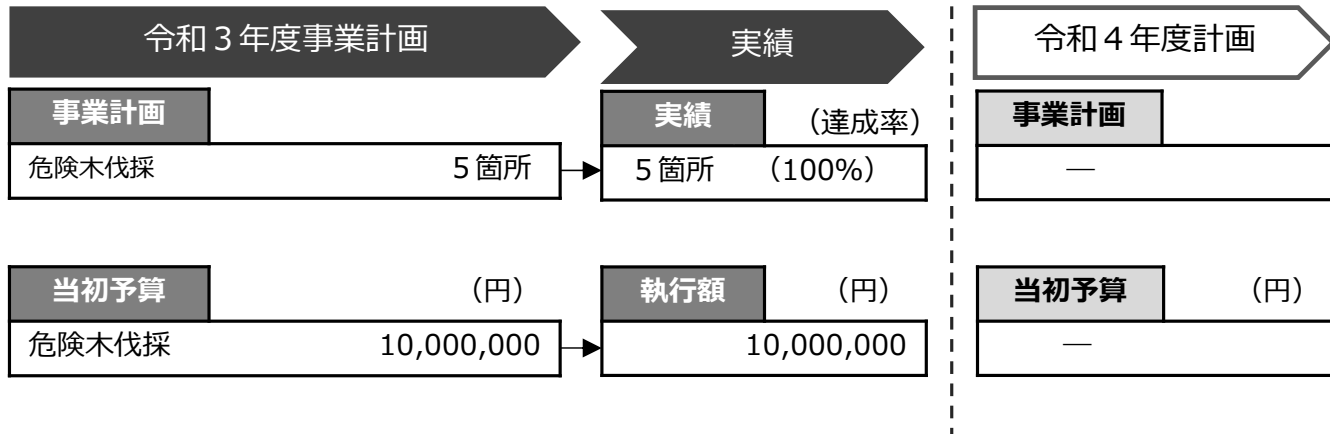 令和３年度事業計画 実績 令和４年度計画
事業計画 実績 （達成率） 事業計画
危険木伐採 ５箇所 ５箇所 （100%） ―
当初予算 （円） 執行額 （円） 当初予算 （円）
危険木伐採 10,000,000 10,000,000 ―